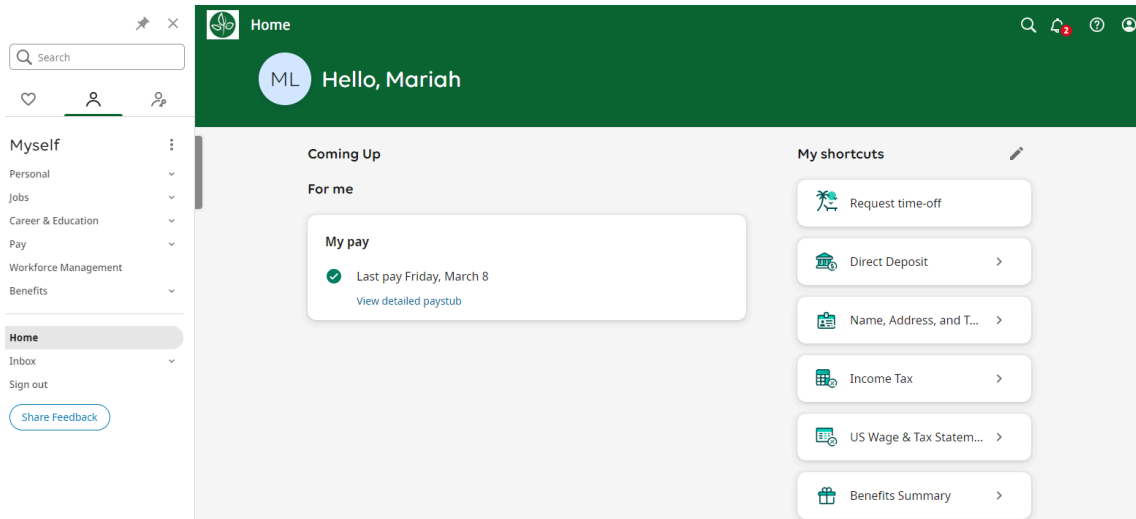 Search
Myself
Personal
Jobs
Career & Education
Pay
Workforce Management
Benefits
Home
Inbox
Sign out
Share Feedback
Home
2
ML
Hello, Mariah
Coming Up
For me
My pay
Last pay Friday, March 8
View detailed paystub
My shortcuts
Request time-off
Direct Deposit
Name, Address, and T...
Income Tax
US Wage & Tax Statem...
Benefits Summary